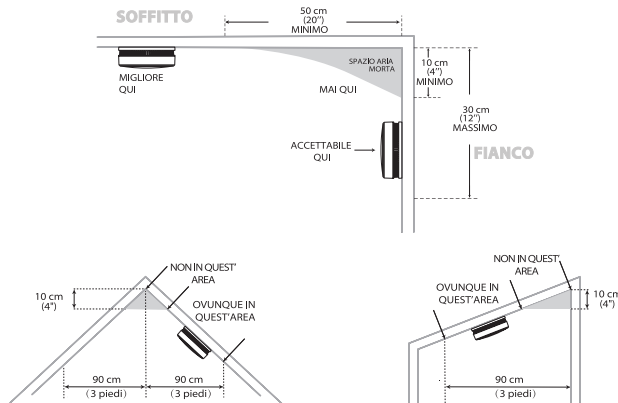 SOFFITTO
50 cm
(20")
MINIMO
MIGLIORE
QUI
SPAZIO ARIA
MORTA
MAI QUI
10 cm
(4")
MINIMO
30 cm
(12")
MASSIMO
ACCETTABILE
QUI
FIANCO
NON IN QUEST'
AREA
10 cm
(4")
OVUNQUE IN
QUEST'AREA
90 cm
(3 piedi)
90 cm
(3 piedi)
NON IN QUEST'
AREA
OVUNQUE IN
QUEST'AREA
10 cm
(4")
90 cm
(3 piedi)